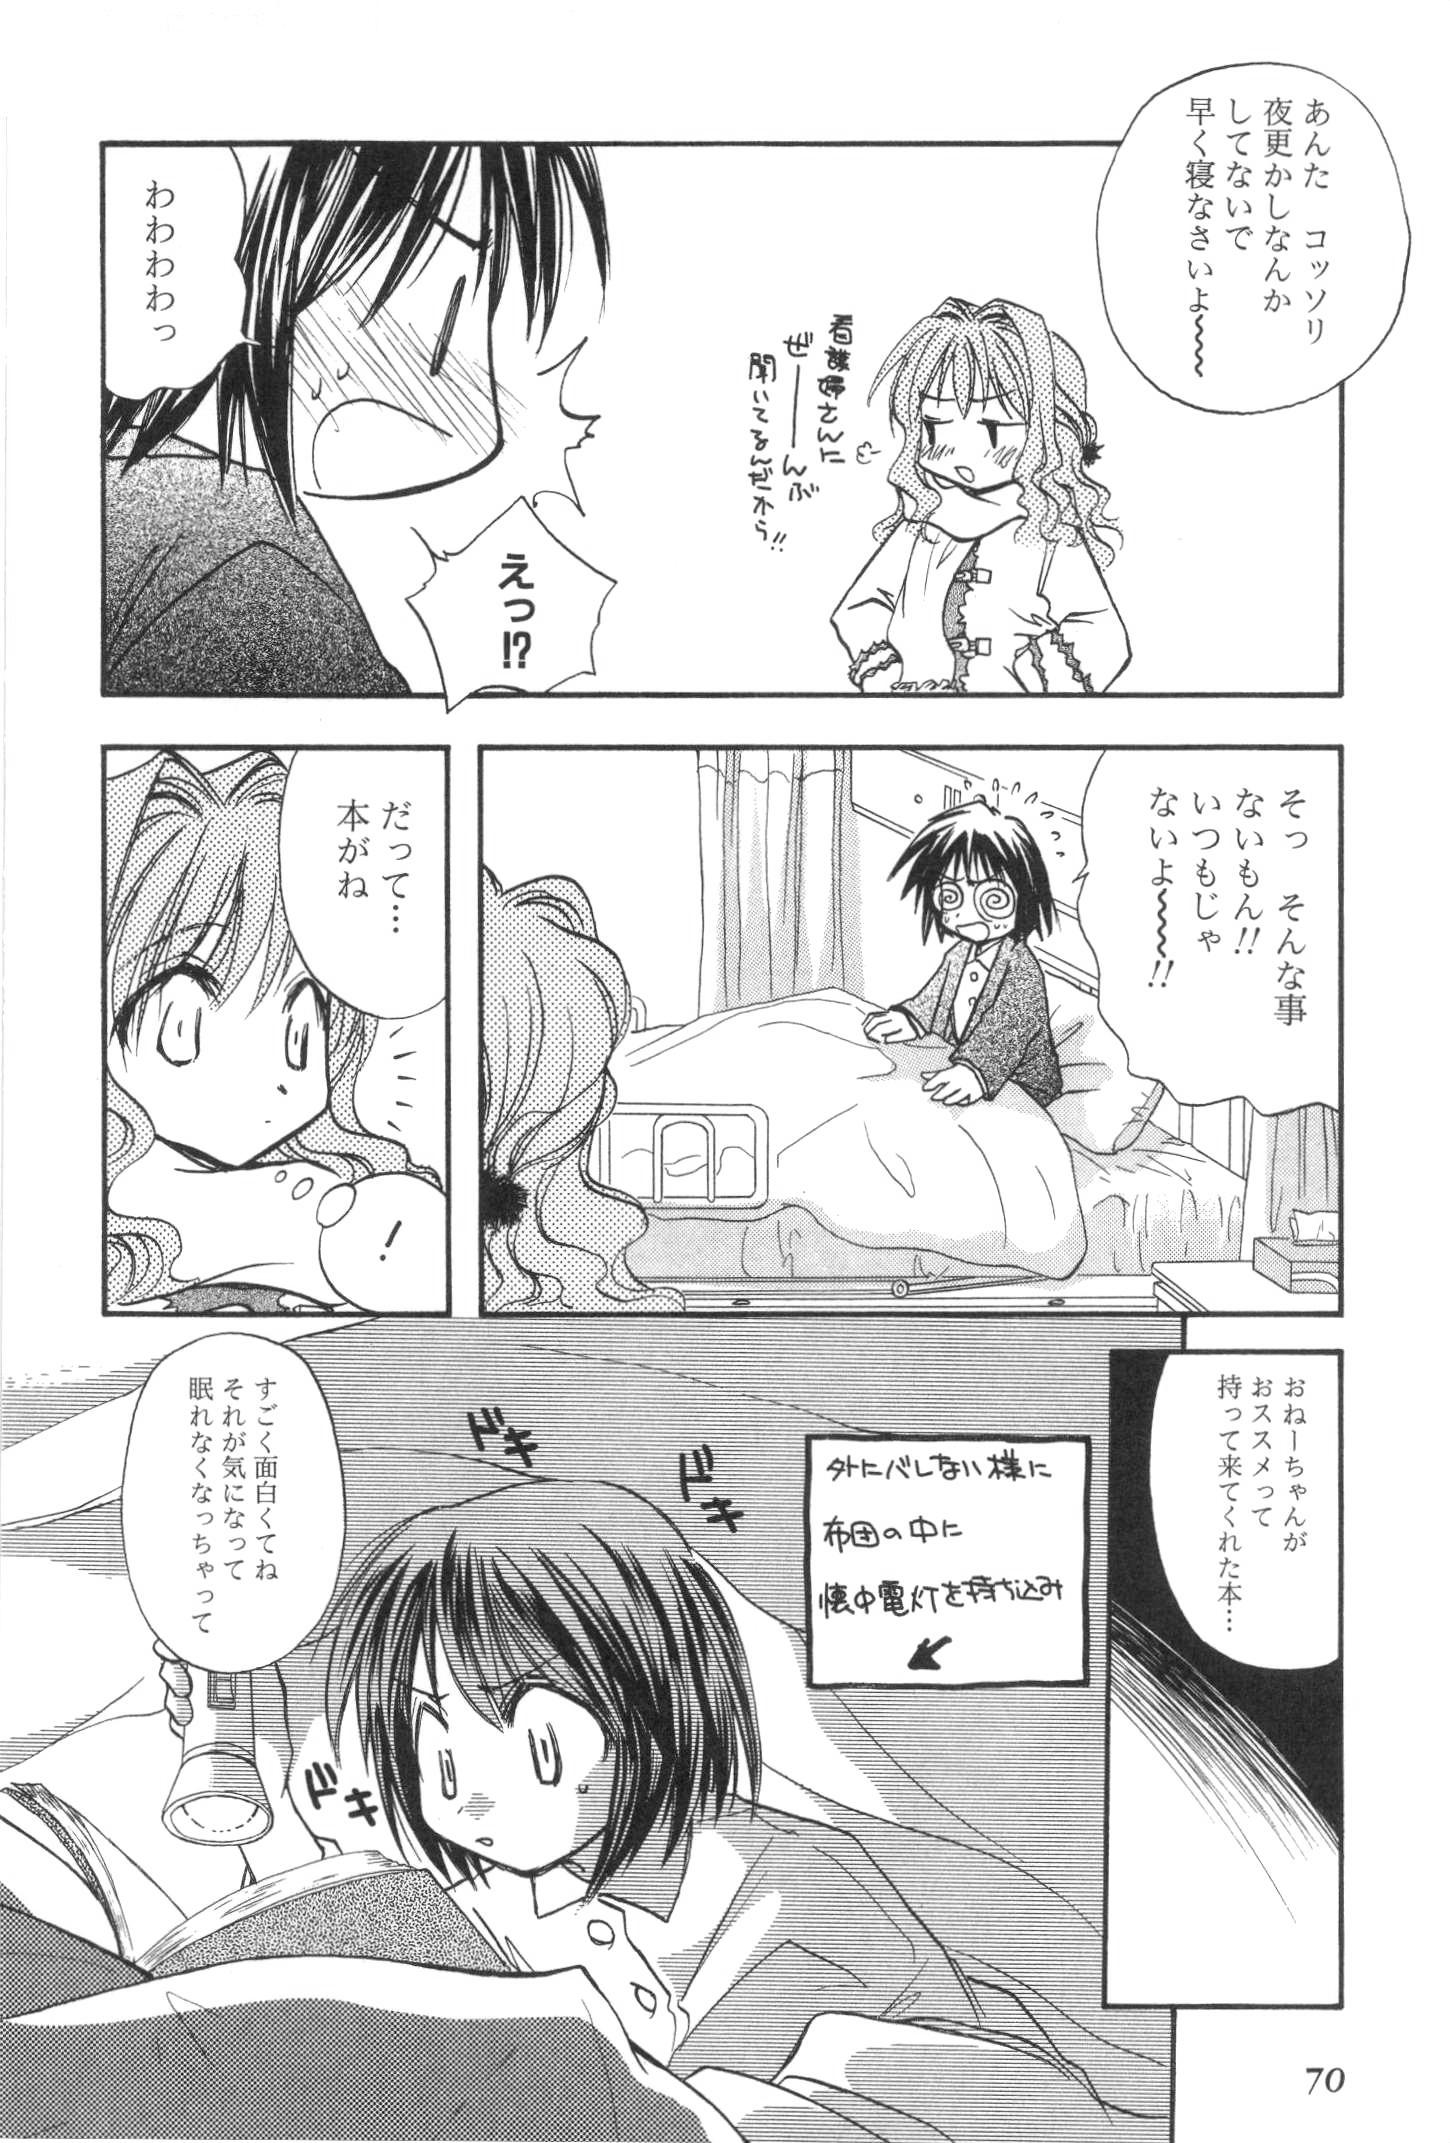 あんた　コッソリ
夜更かしなんか
してないで
早く寝なさいよ〜〜
看護婦さんに
ぜーーんぶ
聞いてるんだから!!
えっ!?
わわわわっ
そっ　そんな事
ないもん!!
いつもじゃ
ないよ〜〜!!
だって…
本がね
!
おねーちゃんが
おススメって
持って来てくれた本…
外にバレない様に
布団の中に
懐中電灯を持ち込み
↙
ドキ
ドキ
ドキ
すごく面白くてね
それが気になって
眠れなくなっちゃって
70